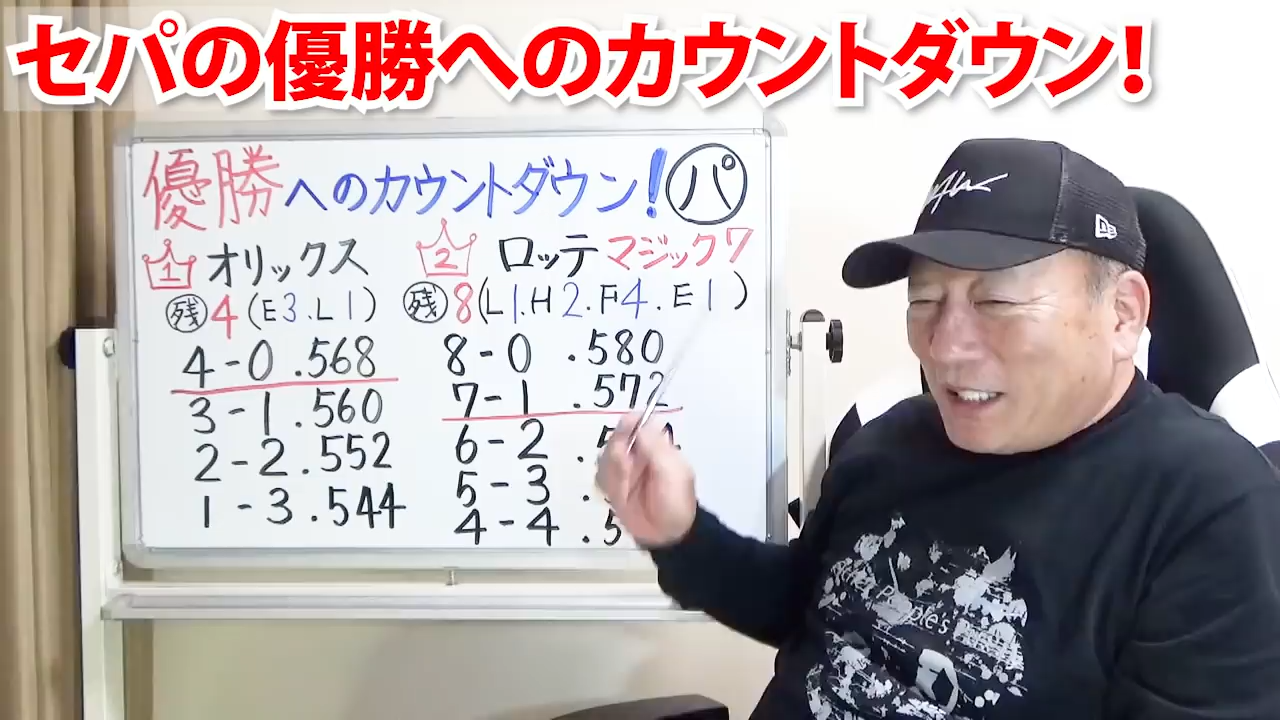 セパの優勝へのカウントダウン!
優勝へのカウントダウン! パ
1 オリックス
2 ロッテ マジック7
残4 (E3.L1)
残8 (L1.H2.F4.E1)
4-0 .568
8-0 .580
3-1 .560
7-1 .572
2-2 .552
6-2
1-3 .544
5-3
4-4 .5
People's